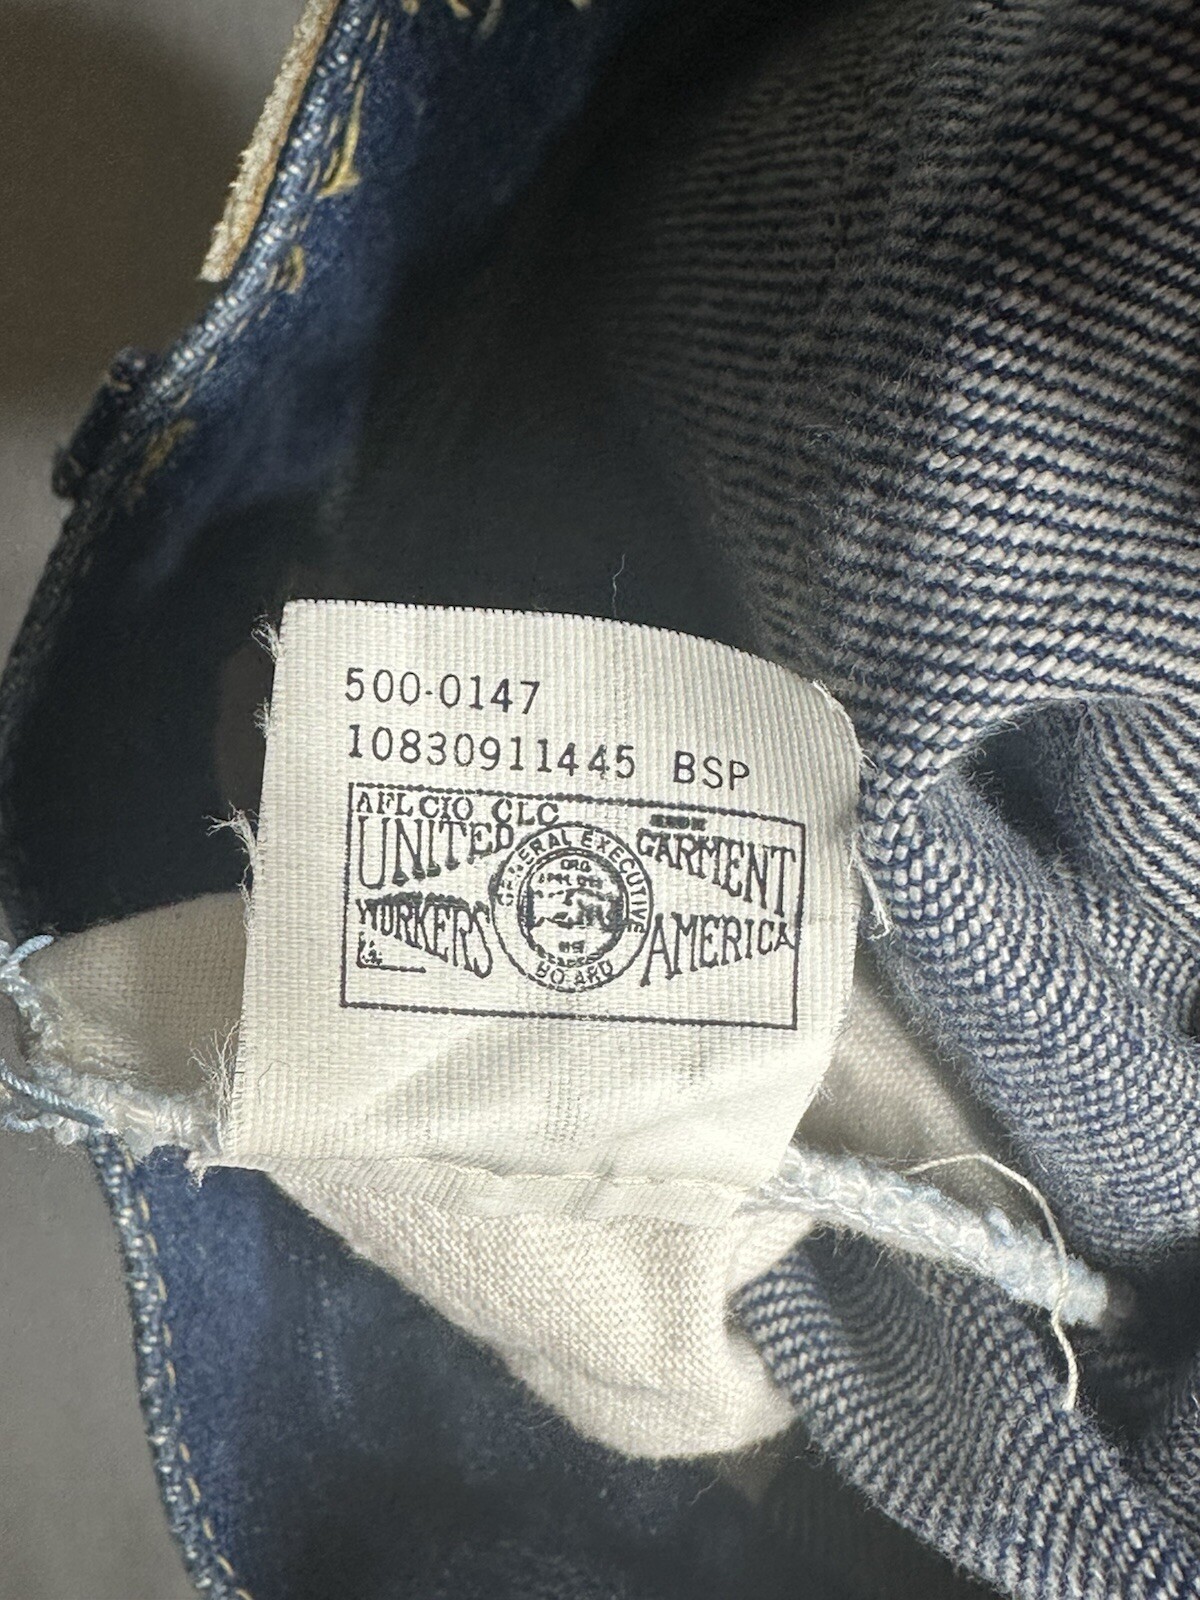 500-0147
10830911445 BSP
AFL CIO CLC
UNITED GARMENT
WORKERS AMERICA
GENERAL EXECUTIVE
BOARD